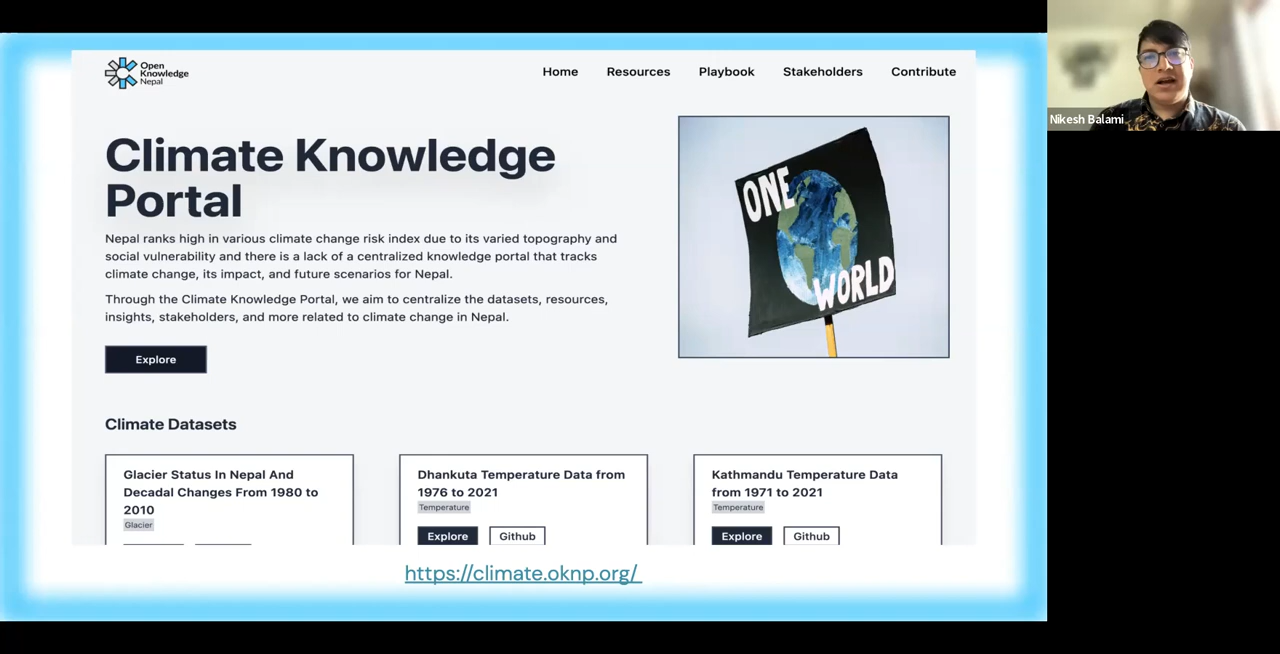 Open
Knowledge
Nepal
Home Resources Playbook Stakeholders Contribute
Nikesh Balami
Climate Knowledge
Portal
ONE
WORLD
Nepal ranks high in various climate change risk index due to its varied topography and
social vulnerability and there is a lack of a centralized knowledge portal that tracks
climate change, its impact, and future scenarios for Nepal.
Through the Climate Knowledge Portal, we aim to centralize the datasets, resources,
insights, stakeholders, and more related to climate change in Nepal.
Explore
Climate Datasets
Glacier Status In Nepal And
Decadal Changes From 1980 to
2010
Glacier
Dhankuta Temperature Data from
1976 to 2021
Temperature
Explore Github
Kathmandu Temperature Data
from 1971 to 2021
Temperature
Explore Github
https://climate.oknp.org/